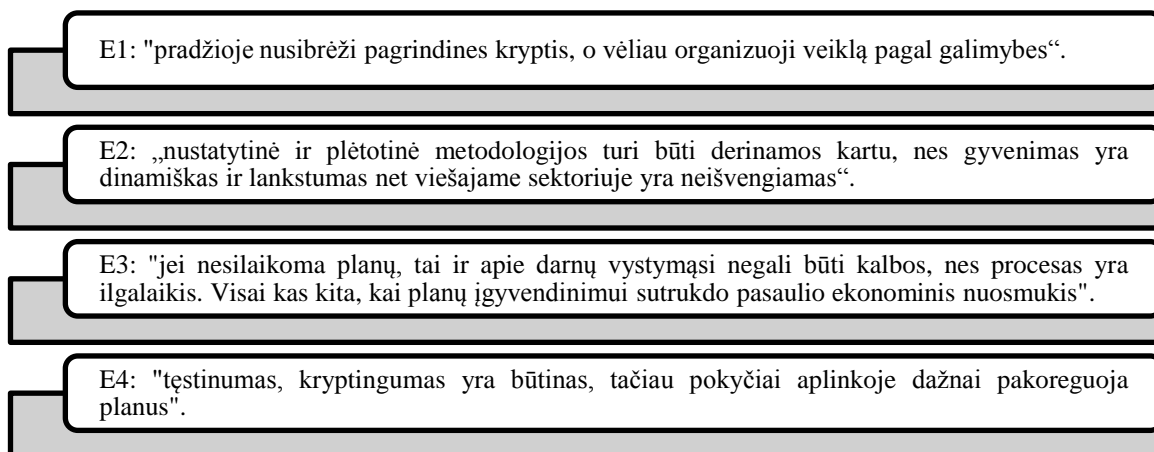 E1: "pradžioje nusibrėži pagrindines kryptis, o vėliau organizuoji veiklą pagal galimybes“.
E2: „nustatytinė ir plėtotinė metodologijos turi būti derinamos kartu, nes gyvenimas yra
dinamiškas ir lankstumas net viešajame sektoriuje yra neišvengiamas“.
E3: "jei nesilaikoma planų, tai ir apie darnų vystymąsi negali būti kalbos, nes procesas yra
ilgalaikis. Visai kas kita, kai planų įgyvendinimui sutrukdo pasaulio ekonominis nuosmukis".
E4: "tęstinumas, kryptingumas yra būtinas, tačiau pokyčiai aplinkoje dažnai pakoreguoja
planus".